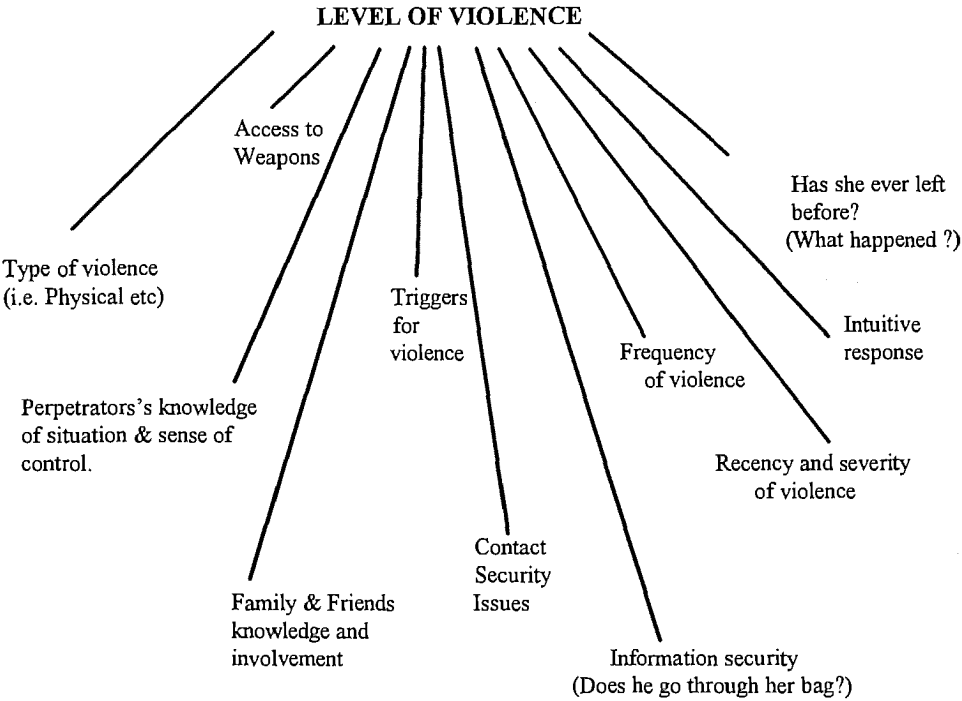 LEVEL OF VIOLENCE
Access to
Weapons
Has she ever left
before?
(What happened ?)
Type of violence
(i.e. Physical etc)
Triggers
for
violence
Intuitive
response
Frequency
of violence
Perpetrators's knowledge
of situation & sense of
control.
Recency and severity
of violence
Contact
Security
Issues
Family & Friends
knowledge and
involvement
Information security
(Does he go through her bag?)